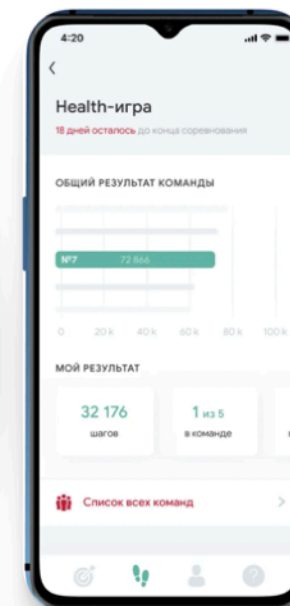 4:20
Health-игра
18 дней осталось до конца соревнования
ОБЩИЙ РЕЗУЛЬТАТ КОМАНДЫ
№7 72 866
0 20 k 40 k 60 k 80 k 100 k
МОЙ РЕЗУЛЬТАТ
32 176 1 из 5
шагов в команде
Список всех команд